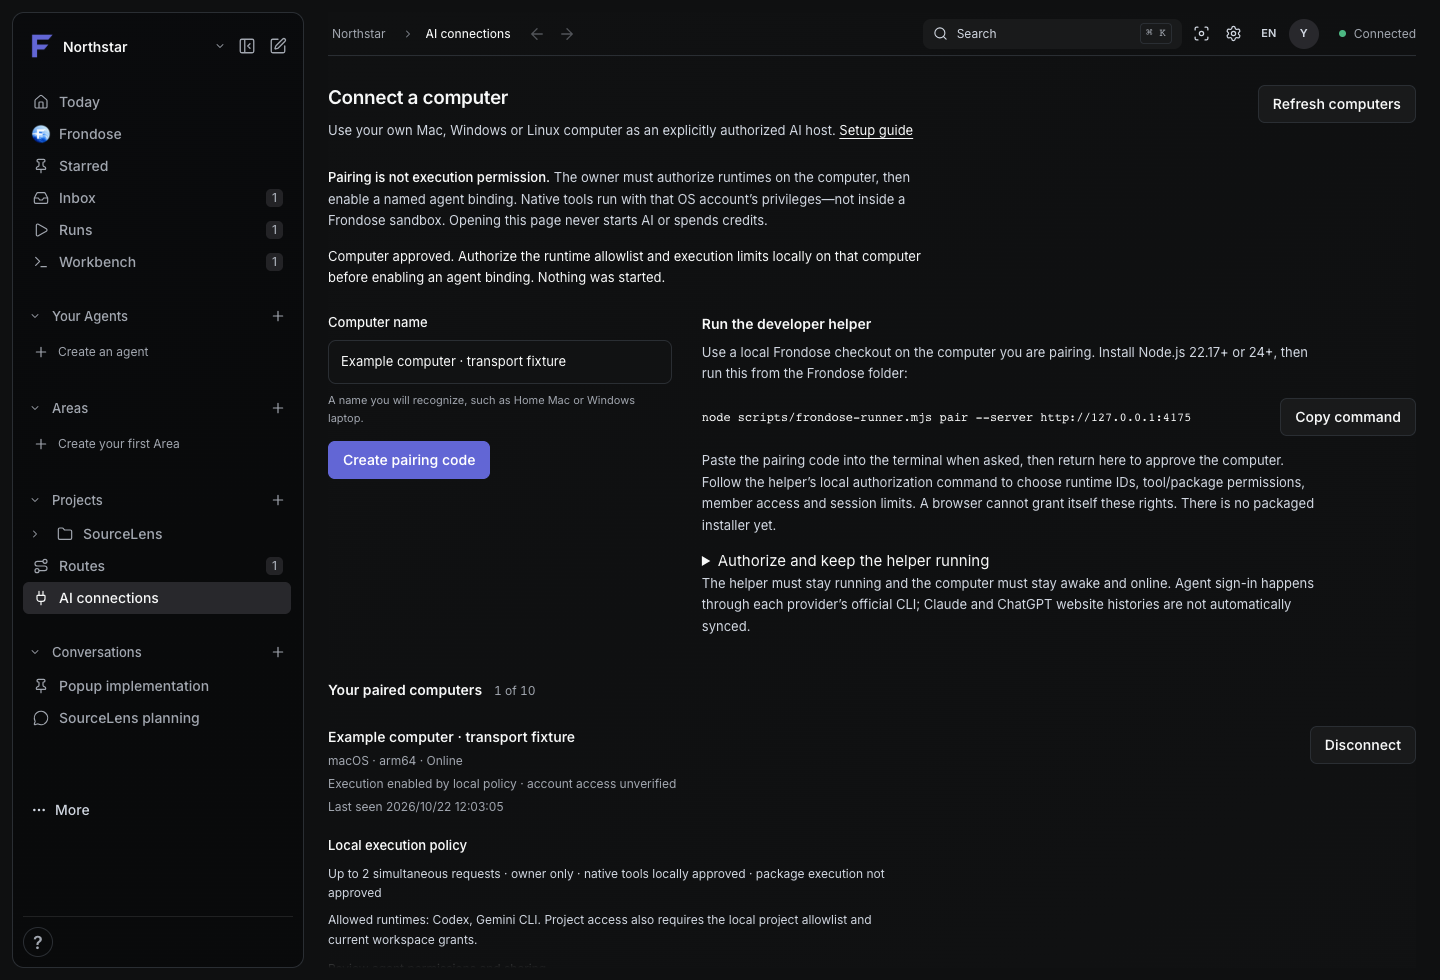 Northstar
Today
Frondose
Starred
Inbox 1
Runs 1
Workbench 1
Your Agents
Create an agent
Areas
Create your first Area
Projects
SourceLens
Routes 1
AI connections
Conversations
Popup implementation
SourceLens planning
More
?
Northstar > AI connections
Search ⌘ K
EN
Y
Connected
Connect a computer
Refresh computers
Use your own Mac, Windows or Linux computer as an explicitly authorized AI host. Setup guide
Pairing is not execution permission. The owner must authorize runtimes on the computer, then
enable a named agent binding. Native tools run with that OS account’s privileges—not inside a
Frondose sandbox. Opening this page never starts AI or spends credits.
Computer approved. Authorize the runtime allowlist and execution limits locally on that computer
before enabling an agent binding. Nothing was started.
Computer name
Example computer · transport fixture
A name you will recognize, such as Home Mac or Windows
laptop.
Create pairing code
Run the developer helper
Use a local Frondose checkout on the computer you are pairing. Install Node.js 22.17+ or 24+, then
run this from the Frondose folder:
node scripts/frondose-runner.mjs pair --server http://127.0.0.1:4175
Copy command
Paste the pairing code into the terminal when asked, then return here to approve the computer.
Follow the helper’s local authorization command to choose runtime IDs, tool/package permissions,
member access and session limits. A browser cannot grant itself these rights. There is no packaged
installer yet.
Authorize and keep the helper running
The helper must stay running and the computer must stay awake and online. Agent sign-in happens
through each provider’s official CLI; Claude and ChatGPT website histories are not automatically
synced.
Your paired computers 1 of 10
Example computer · transport fixture
Disconnect
macOS · arm64 · Online
Execution enabled by local policy · account access unverified
Last seen 2026/10/22 12:03:05
Local execution policy
Up to 2 simultaneous requests · owner only · native tools locally approved · package execution not
approved
Allowed runtimes: Codex, Gemini CLI. Project access also requires the local project allowlist and
current workspace grants.